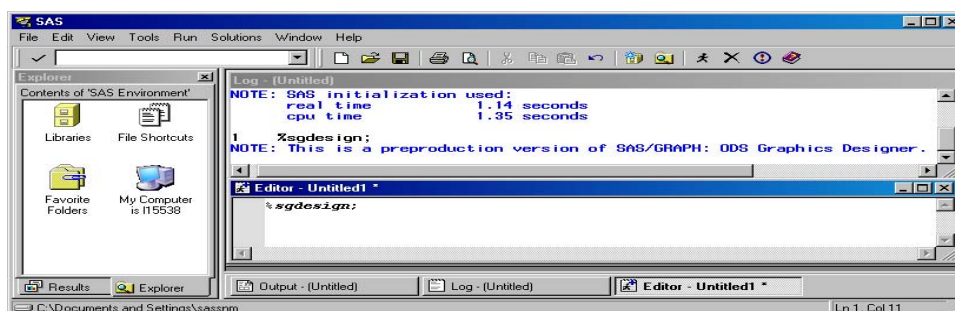 SAS
File Edit View Tools Run Solutions Window Help
Explorer
Contents of 'SAS Environment'
Libraries
File Shortcuts
Favorite Folders
My Computer is l15538
Results
Explorer
Log - (Untitled)
NOTE: SAS initialization used:
real time 1.14 seconds
cpu time 1.35 seconds
1 %sgdesign;
NOTE: This is a preproduction version of SAS/GRAPH: ODS Graphics Designer.
Editor - Untitled1 *
%sgdesign;
Output - (Untitled)
Log - (Untitled)
Editor - Untitled1 *
C:\Documents and Settings\sassnm
Ln 1, Col 11